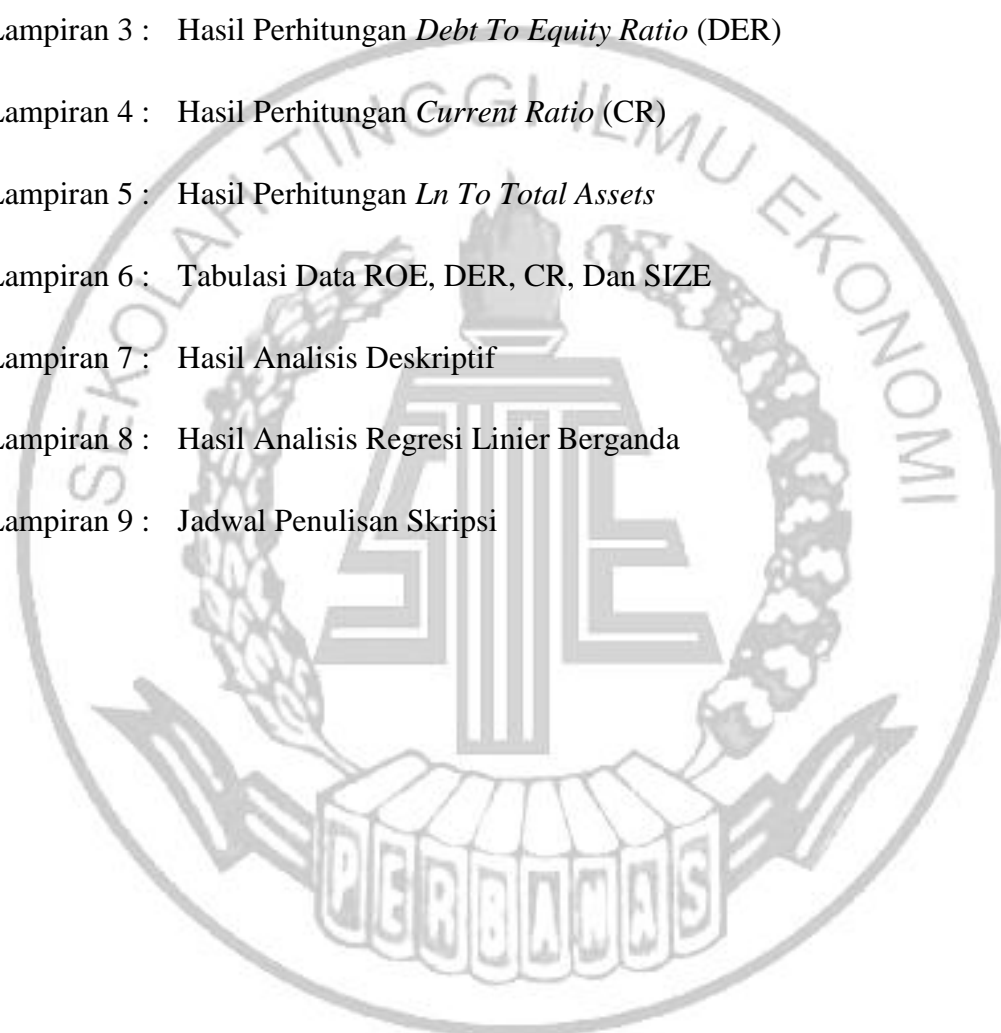 Lampiran 3 : Hasil Perhitungan Debt To Equity Ratio (DER)
Lampiran 4 : Hasil Perhitungan Current Ratio (CR)
Lampiran 5 : Hasil Perhitungan Ln To Total Assets
Lampiran 6 : Tabulasi Data ROE, DER, CR, Dan SIZE
Lampiran 7 : Hasil Analisis Deskriptif
Lampiran 8 : Hasil Analisis Regresi Linier Berganda
Lampiran 9 : Jadwal Penulisan Skripsi
SEKOLAH TINGGI ILMU EKONOMI
STIE
PERBANAS